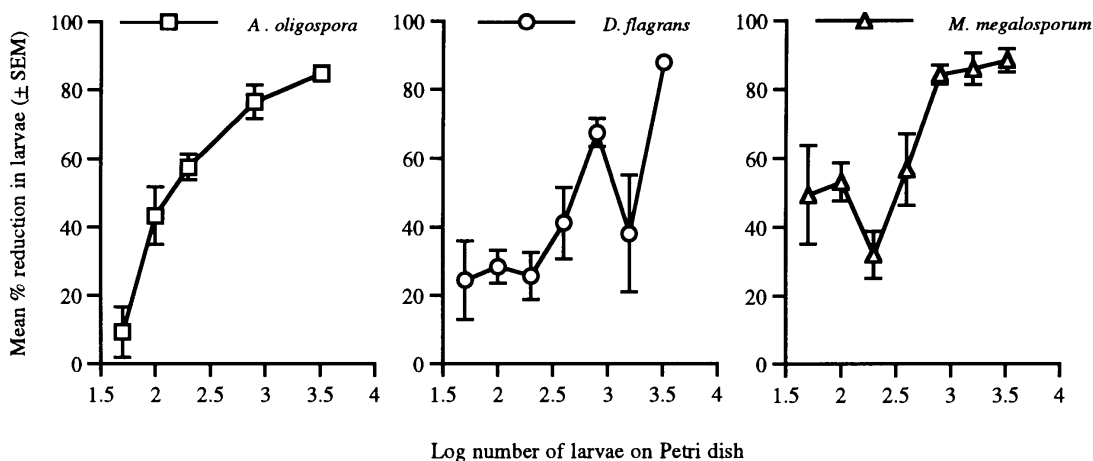 A . oligospora
D. flagrans
M. megalosporum
Mean % reduction in larvae (± SEM)
100
80
60
40
20
0
1.5 2 2.5 3 3.5 4
100
80
60
40
20
0
1.5 2 2.5 3 3.5 4
100
80
60
40
20
0
1.5 2 2.5 3 3.5 4
Log number of larvae on Petri dish